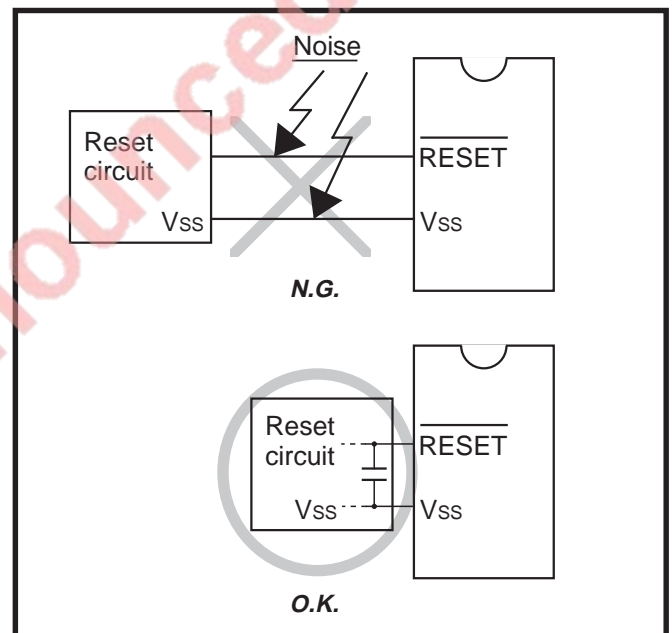 Noise
Reset
circuit
RESET
Vss
Vss
N.G.
Reset
circuit
RESET
Vss
Vss
O.K.